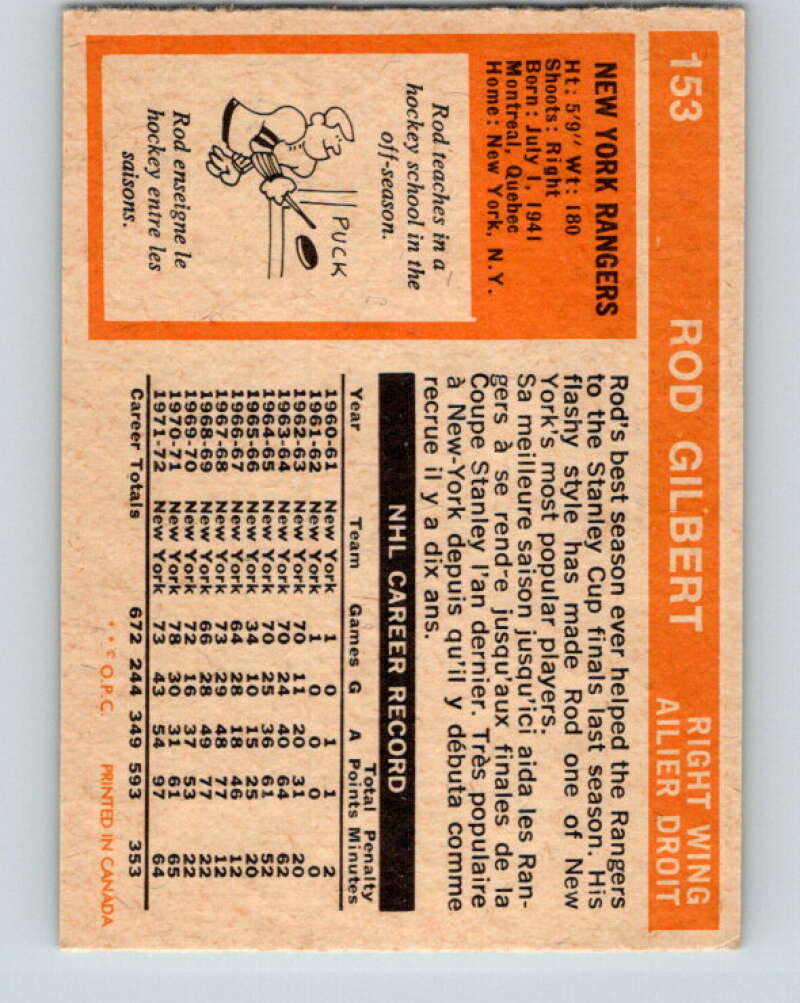 153 ROD GILBERT RIGHT WING
AILIER DROIT
NEW YORK RANGERS
Ht: 5'9" Wt: 180
Shoots: Right
Born: July 1, 1941
Montreal, Quebec
Home: New York, N.Y.
Rod teaches in a
hockey school in the
off-season.
PUCK
Rod enseigne le
hockey entre les
saisons.
Rod's best season ever helped the Rangers
to the Stanley Cup finals last season. His
flashy style has made Rod one of New
York's most popular players.
Sa meilleure saison jusqu'ici aida les Ran-
gers à se rend-e jusqu'aux finales de la
Coupe Stanley l'an dernier. Très populaire
à New-York depuis qu'il y débuta comme
recrue il y a dix ans.
NHL CAREER RECORD
Total Penalty
Year Team Games G A Points Minutes
1960-61 New York 1 0 1 1 2
1961-62 New York 1 0 0 0 0
1962-63 New York 70 11 20 31 20
1963-64 New York 70 24 40 64 62
1964-65 New York 70 25 36 61 52
1965-66 New York 34 10 15 25 20
1966-67 New York 64 28 18 46 12
1967-68 New York 73 29 48 77 12
1968-69 New York 66 28 49 77 22
1969-70 New York 72 16 37 53 22
1970-71 New York 78 30 31 61 65
1971-72 New York 73 43 54 97 64
Career Totals 672 244 349 593 353
* * © O.P.C. PRINTED IN CANADA